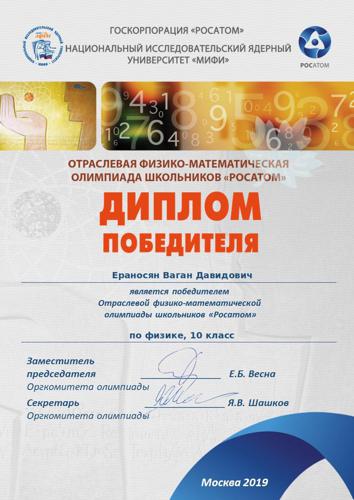 ГОСКОРПОРАЦИЯ «РОСАТОМ»
НАЦИОНАЛЬНЫЙ ИССЛЕДОВАТЕЛЬСКИЙ ЯДЕРНЫЙ
УНИВЕРСИТЕТ «МИФИ»
РОСАТОМ
ОТРАСЛЕВАЯ ФИЗИКО-МАТЕМАТИЧЕСКАЯ
ОЛИМПИАДА ШКОЛЬНИКОВ «РОСАТОМ»
ДИПЛОМ
ПОБЕДИТЕЛЯ
Ераносян Ваган Давидович
является победителем
Отраслевой физико-математической
олимпиады школьников «Росатом»
по физике, 10 класс
Заместитель
председателя Е.Б. Весна
Оргкомитета олимпиады
Секретарь Я.В. Шашков
Оргкомитета олимпиады
Москва 2019